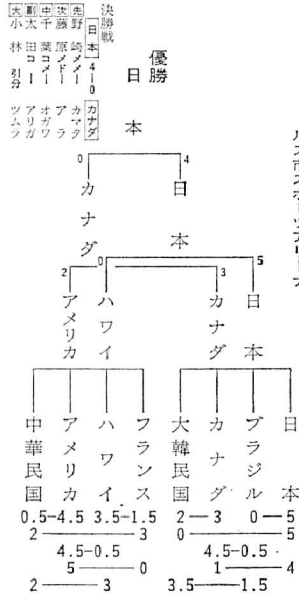 優勝
日本
決勝戦
日本 4-0 カナダ
先 野崎 メメー カマタ
次 藤原 メドー アラ
中 千葉 コメー オガワ
副 太田 コー アリガ
大 小林 引分 ツムラ
0 4
カナダ 日本
2 0 3 5
アメリカ ハワイ カナダ 日本
中華民国 アメリカ ハワイ フランス 大韓民国 カナダ ブラジル 日本
0.5-4.5 3.5-1.5 2-3 0-5
2-3 0-5
4.5-0.5 4.5-0.5
5-0 1-4
2-3 3.5-1.5